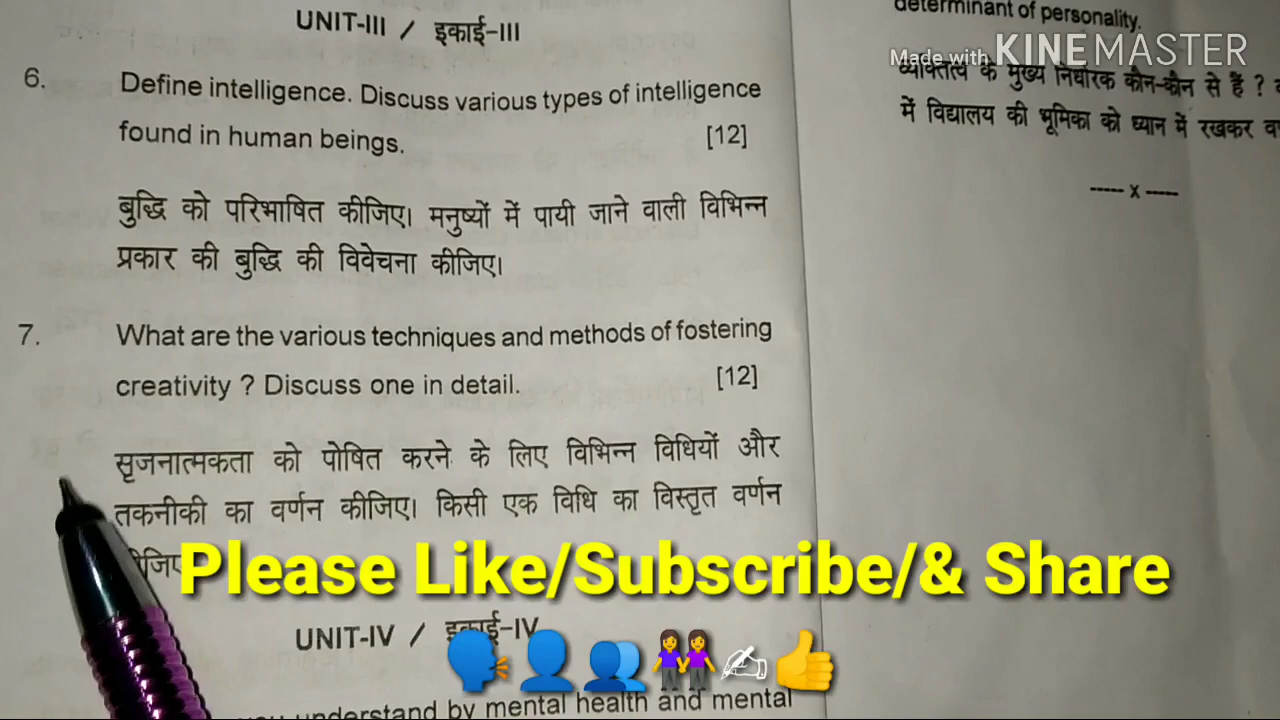 UNIT-III / इकाई-III
6. Define intelligence. Discuss various types of intelligence
found in human beings. [12]
बुद्धि को परिभाषित कीजिए। मनुष्यों में पायी जाने वाली विभिन्न
प्रकार की बुद्धि की विवेचना कीजिए।
7. What are the various techniques and methods of fostering
creativity ? Discuss one in detail. [12]
सृजनात्मकता को पोषित करने के लिए विभिन्न विधियों और
तकनीकी का वर्णन कीजिए। किसी एक विधि का विस्तृत वर्णन
Please Like/Subscribe/& Share
UNIT-IV / इकाई-IV
understand by mental health and mental
determinant of personality.
Made with KINEMASTER
व्यक्तित्व के मुख्य निर्धारक कौन-कौन से हैं ?
में विद्यालय की भूमिका को ध्यान में रखकर
----- x -----